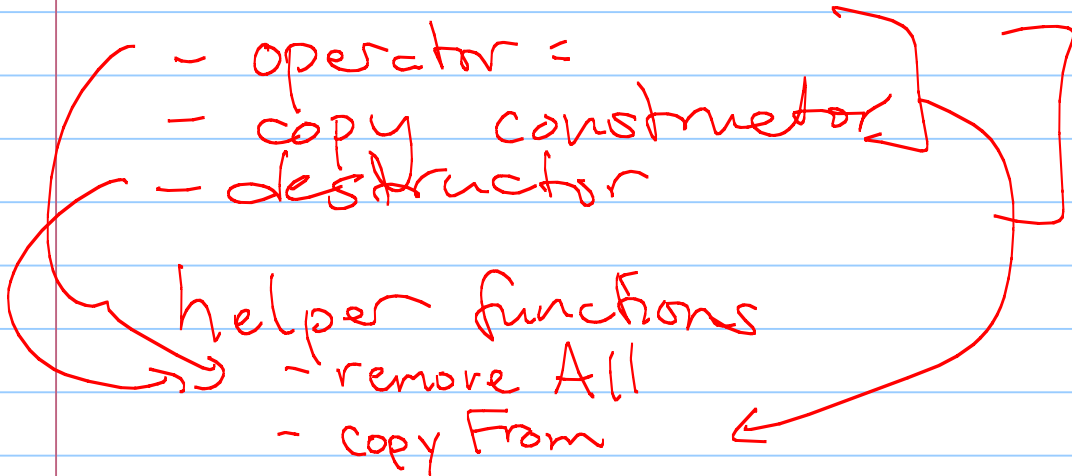 - operator =
- copy constructor
- destructor
helper functions
- remove All
- copy From